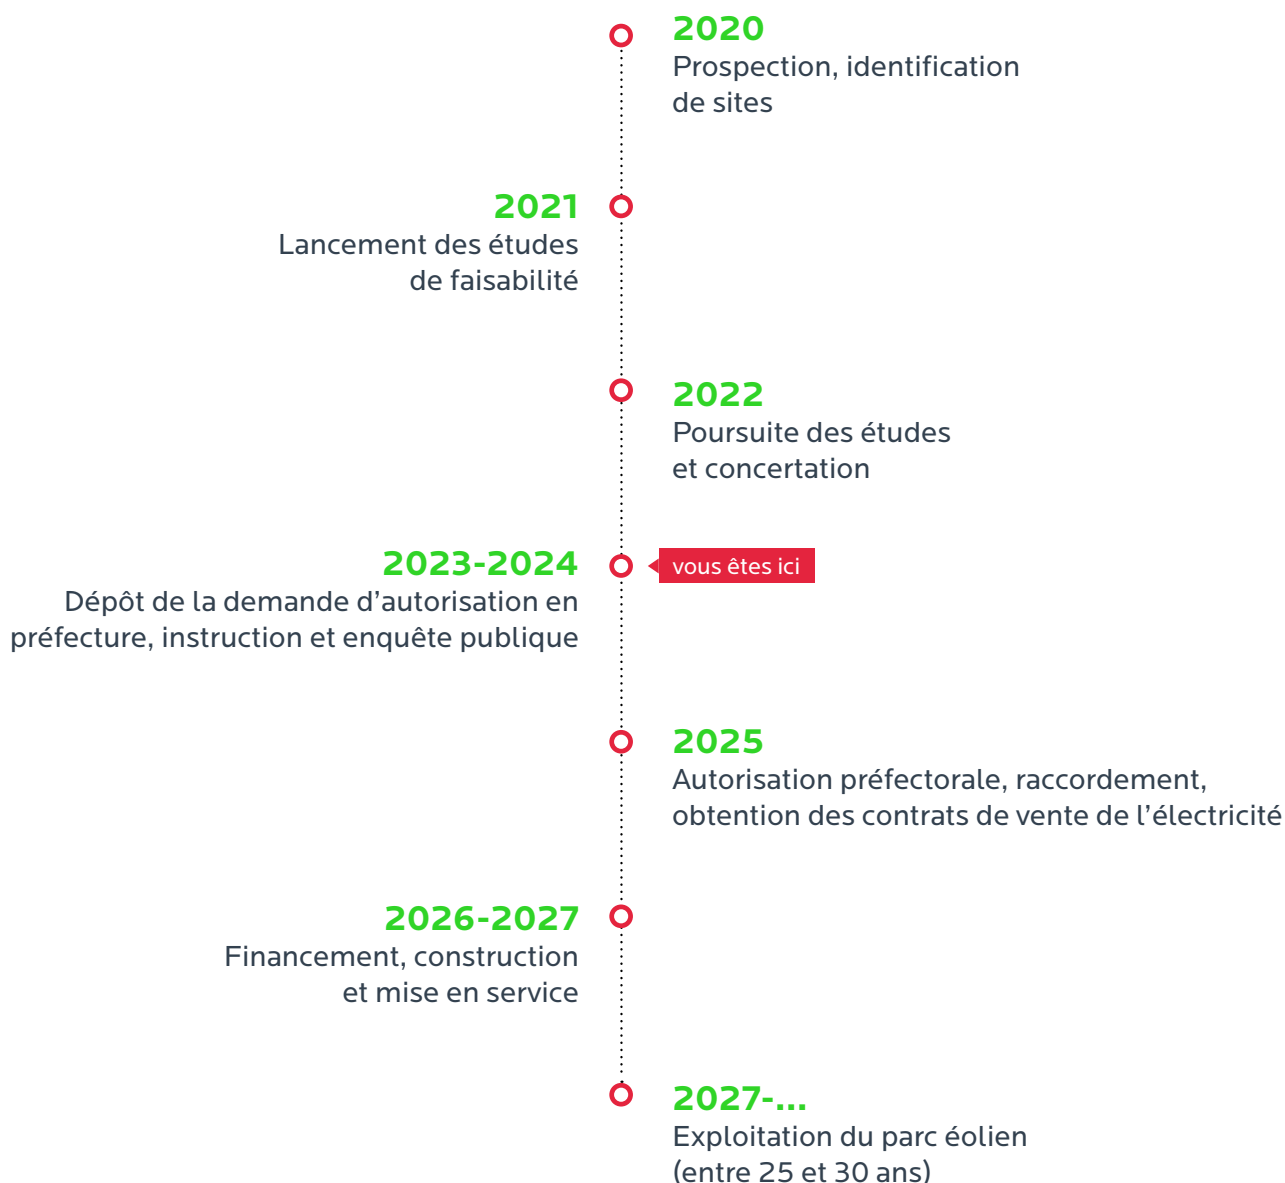 2020
Prospection, identification
de sites
2021
Lancement des études
de faisabilité
2022
Poursuite des études
et concertation
2023-2024
vous êtes ici
Dépôt de la demande d’autorisation en
préfecture, instruction et enquête publique
2025
Autorisation préfectorale, raccordement,
obtention des contrats de vente de l’électricité
2026-2027
Financement, construction
et mise en service
2027-...
Exploitation du parc éolien
(entre 25 et 30 ans)